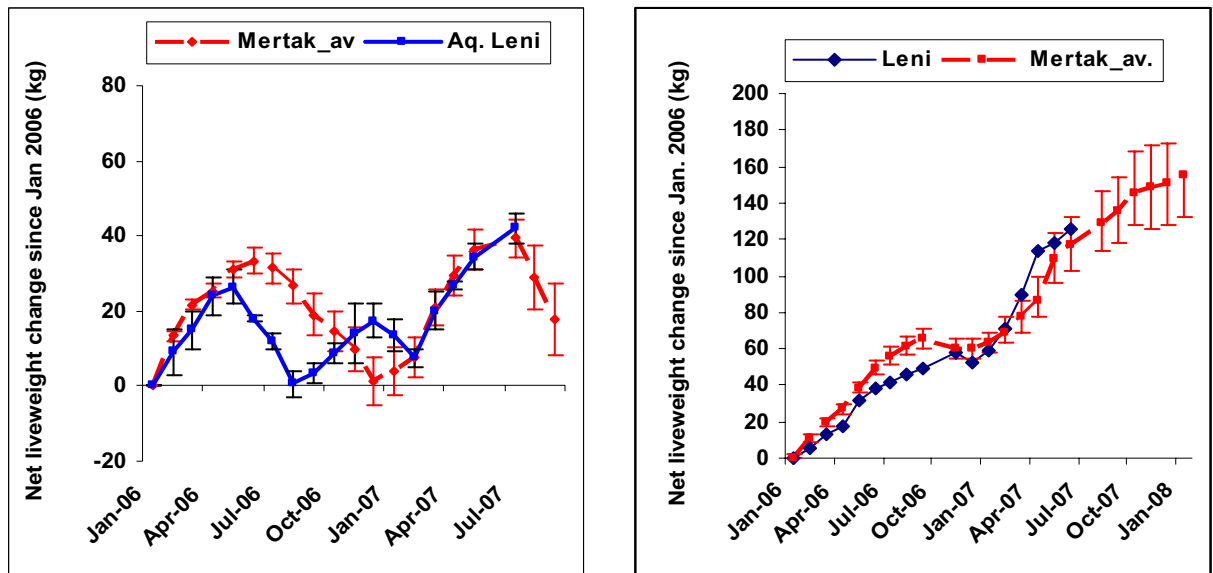 Mertak_av Aq. Leni
Net liveweight change since Jan 2006 (kg)
80
60
40
20
0
-20
Jan-06 Apr-06 Jul-06 Oct-06 Jan-07 Apr-07 Jul-07
Leni Mertak_av.
Net liveweight change since Jan. 2006 (kg)
200
180
160
140
120
100
80
60
40
20
0
Jan-06 Apr-06 Jul-06 Oct-06 Jan-07 Apr-07 Jul-07 Oct-07 Jan-08